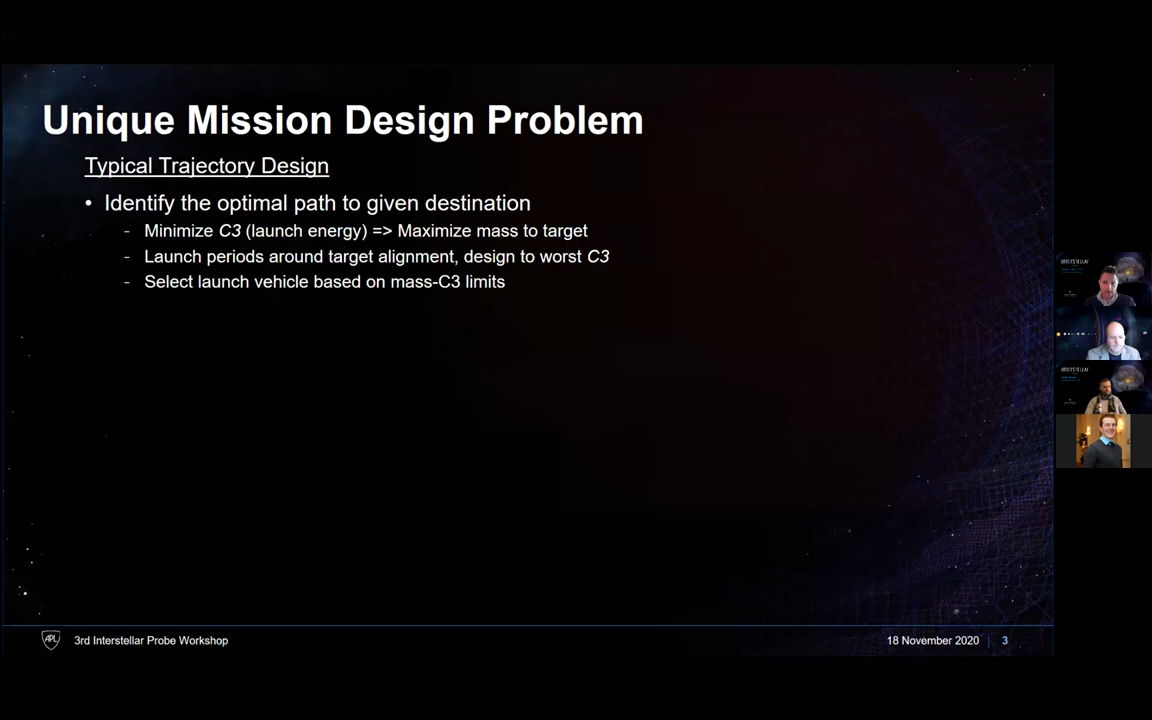 Unique Mission Design Problem
Typical Trajectory Design
• Identify the optimal path to given destination
- Minimize C3 (launch energy) => Maximize mass to target
- Launch periods around target alignment, design to worst C3
- Select launch vehicle based on mass-C3 limits
APL
3rd Interstellar Probe Workshop
18 November 2020 | 3